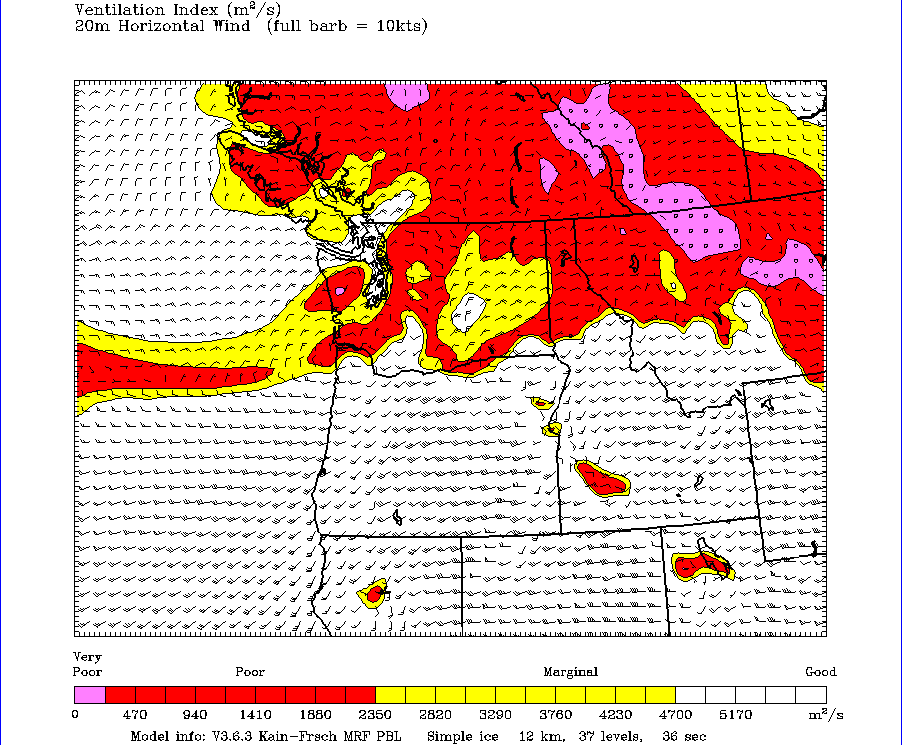 Ventilation Index (m²/s)
20m Horizontal Wind (full barb = 10kts)
Very
Poor Poor Marginal Good
0 470 940 1410 1880 2350 2820 3290 3760 4230 4700 5170 m²/s
Model info: V3.6.3 Kain-Frsch MRF PBL Simple ice 12 km, 37 levels, 36 sec